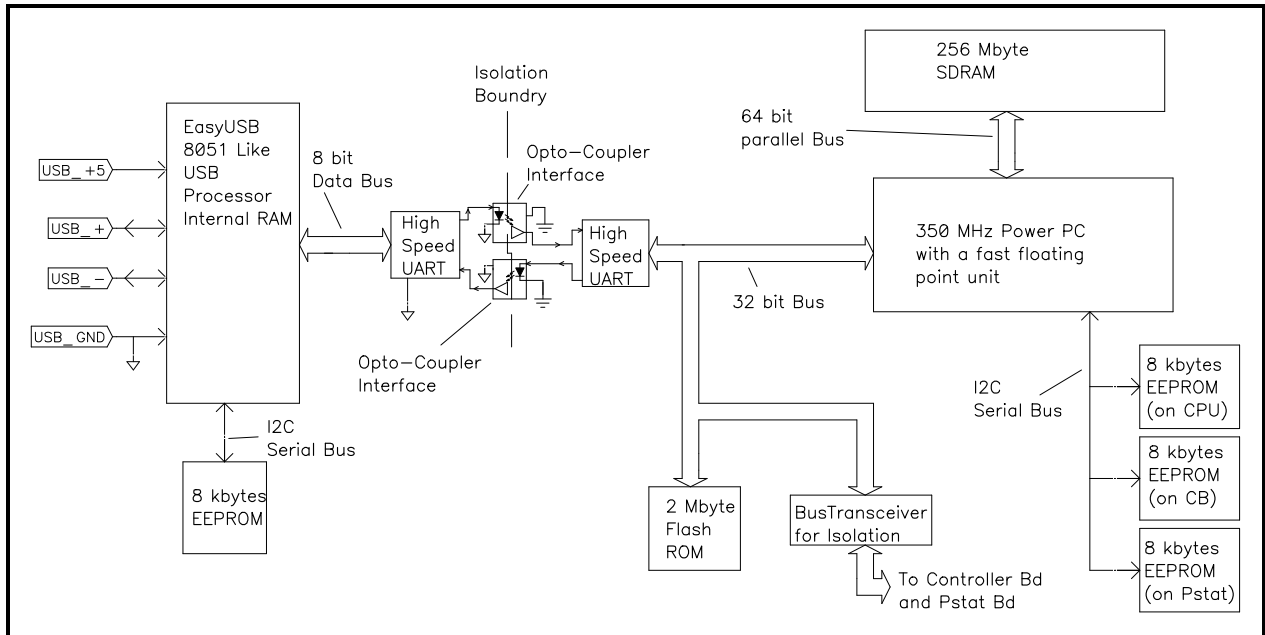 256 Mbyte
SDRAM
64 bit
parallel Bus
Isolation
Boundry
EasyUSB
8051 Like
USB
Processor
Internal RAM
USB_+5
USB_+
USB_-
USB_GND
8 bit
Data Bus
Opto-Coupler
Interface
High
Speed
UART
High
Speed
UART
Opto-Coupler
Interface
32 bit Bus
350 MHz Power PC
with a fast floating
point unit
I2C
Serial Bus
8 kbytes
EEPROM
I2C
Serial Bus
8 kbytes
EEPROM
(on CPU)
8 kbytes
EEPROM
(on CB)
8 kbytes
EEPROM
(on Pstat)
2 Mbyte
Flash
ROM
BusTransceiver
for Isolation
To Controller Bd
and Pstat Bd